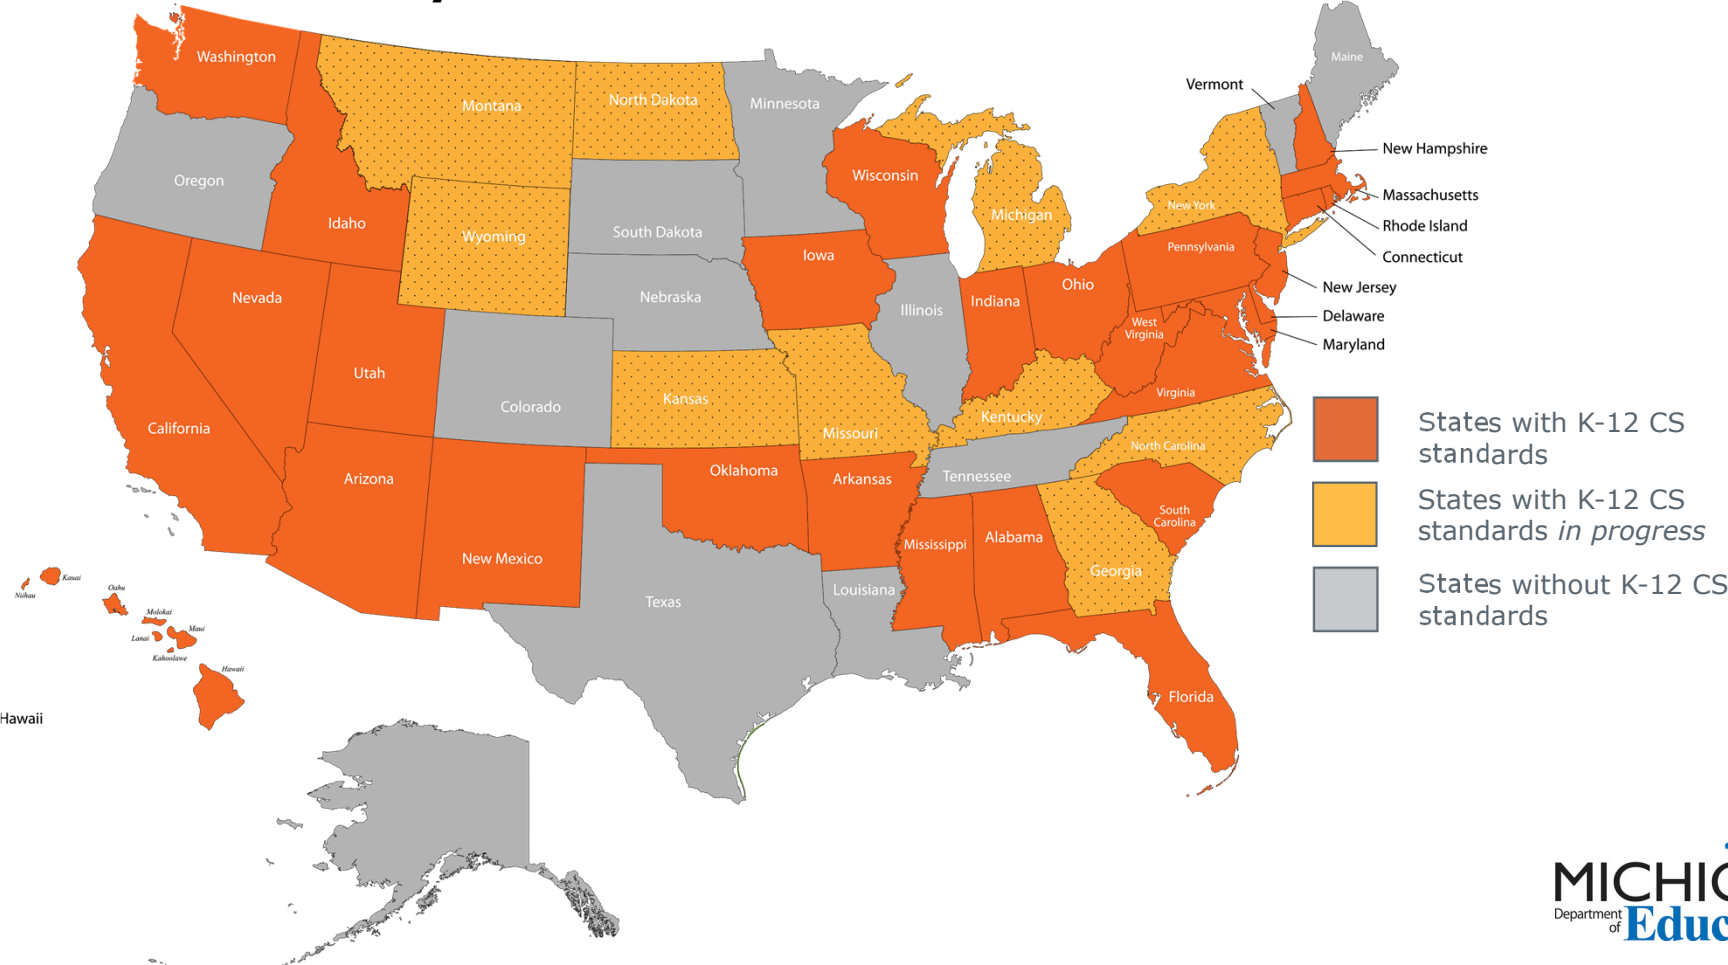 Washington
Montana
North Dakota
Minnesota
Maine
Vermont
Oregon
Idaho
Wyoming
South Dakota
Wisconsin
Michigan
New York
New Hampshire
Massachusetts
Rhode Island
Connecticut
New Jersey
Delaware
Maryland
Pennsylvania
Iowa
Nebraska
Nevada
Illinois
Indiana
Ohio
West
Virginia
Virginia
Utah
Colorado
Kansas
Missouri
Kentucky
North Carolina
California
Arizona
New Mexico
Oklahoma
Arkansas
Tennessee
South
Carolina
Mississippi
Alabama
Georgia
Texas
Louisiana
Florida
States with K-12 CS
standards
States with K-12 CS
standards in progress
States without K-12 CS
standards
Kauai
Niihau
Oahu
Molokai
Lanai
Maui
Kahoolawe
Hawaii
Hawaii
MICHIG
Department
of
Educ